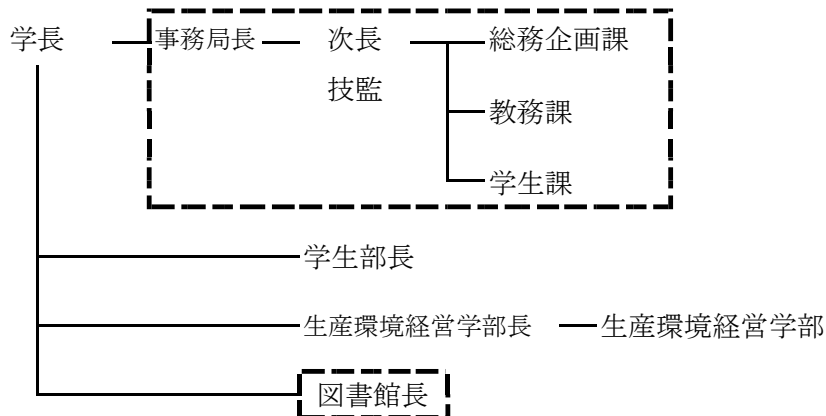 学長 事務局長 次長 総務企画課
技監
教務課
学生課
学生部長
生産環境経営学部長 生産環境経営学部
図書館長